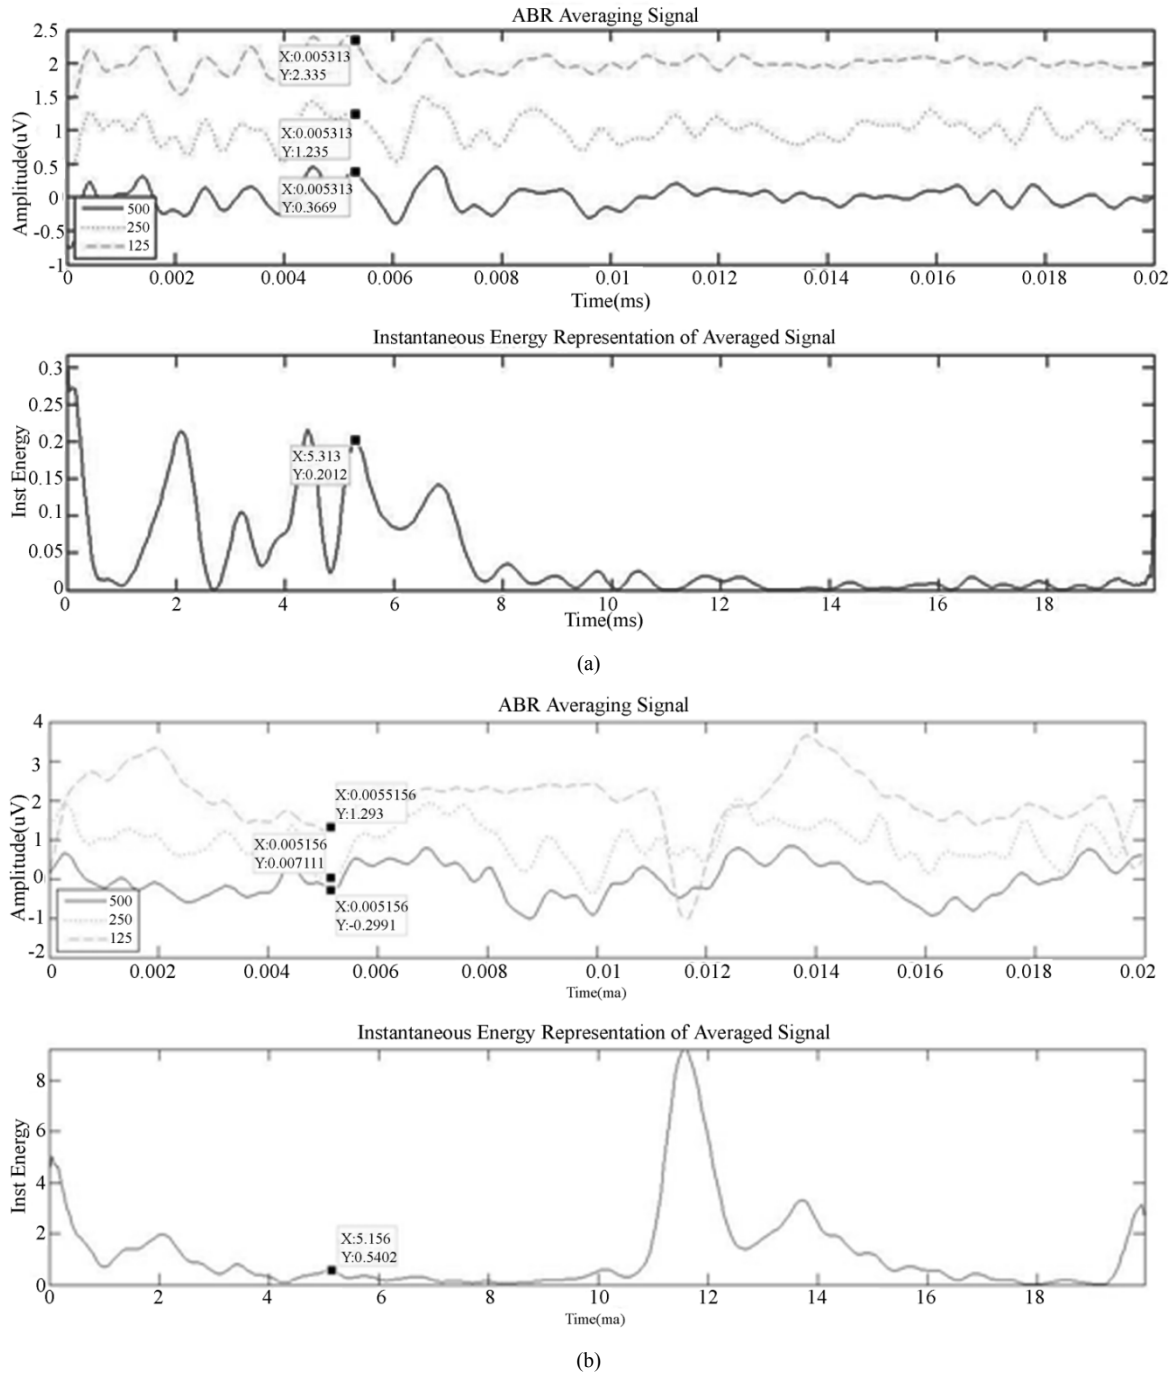 ABR Averaging Signal
2.5
2
1.5
1
0.5
0
-0.5
-1
Amplitude(uV)
X:0.005313
Y:2.335
X:0.005313
Y:1.235
X:0.005313
Y:0.3669
500
250
125
0 0.002 0.004 0.006 0.008 0.01 0.012 0.014 0.016 0.018 0.02
Time(ms)
Instantaneous Energy Representation of Averaged Signal
0.3
0.25
0.2
0.15
0.1
0.05
0
Inst Energy
X:5.313
Y:0.2012
0 2 4 6 8 10 12 14 16 18
Time(ms)
(a)
ABR Averaging Signal
4
3
2
1
0
-1
-2
Amplitude(uV)
X:0.0055156
Y:1.293
X:0.005156
Y:0.007111
X:0.005156
Y:-0.2991
500
250
125
0 0.002 0.004 0.006 0.008 0.01 0.012 0.014 0.016 0.018 0.02
Time(ma)
Instantaneous Energy Representation of Averaged Signal
8
6
4
2
0
Inst Energy
X:5.156
Y:0.5402
0 2 4 6 8 10 12 14 16 18
Time(ma)
(b)